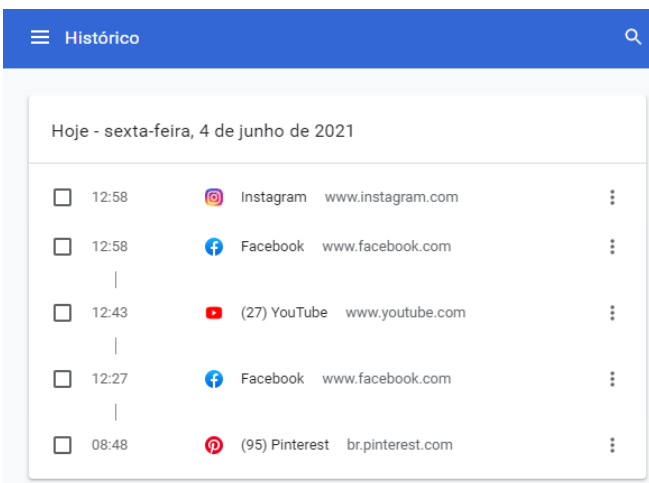 Histórico
Hoje - sexta-feira, 4 de junho de 2021
12:58 Instagram www.instagram.com
12:58 Facebook www.facebook.com
12:43 (27) YouTube www.youtube.com
12:27 Facebook www.facebook.com
08:48 (95) Pinterest br.pinterest.com